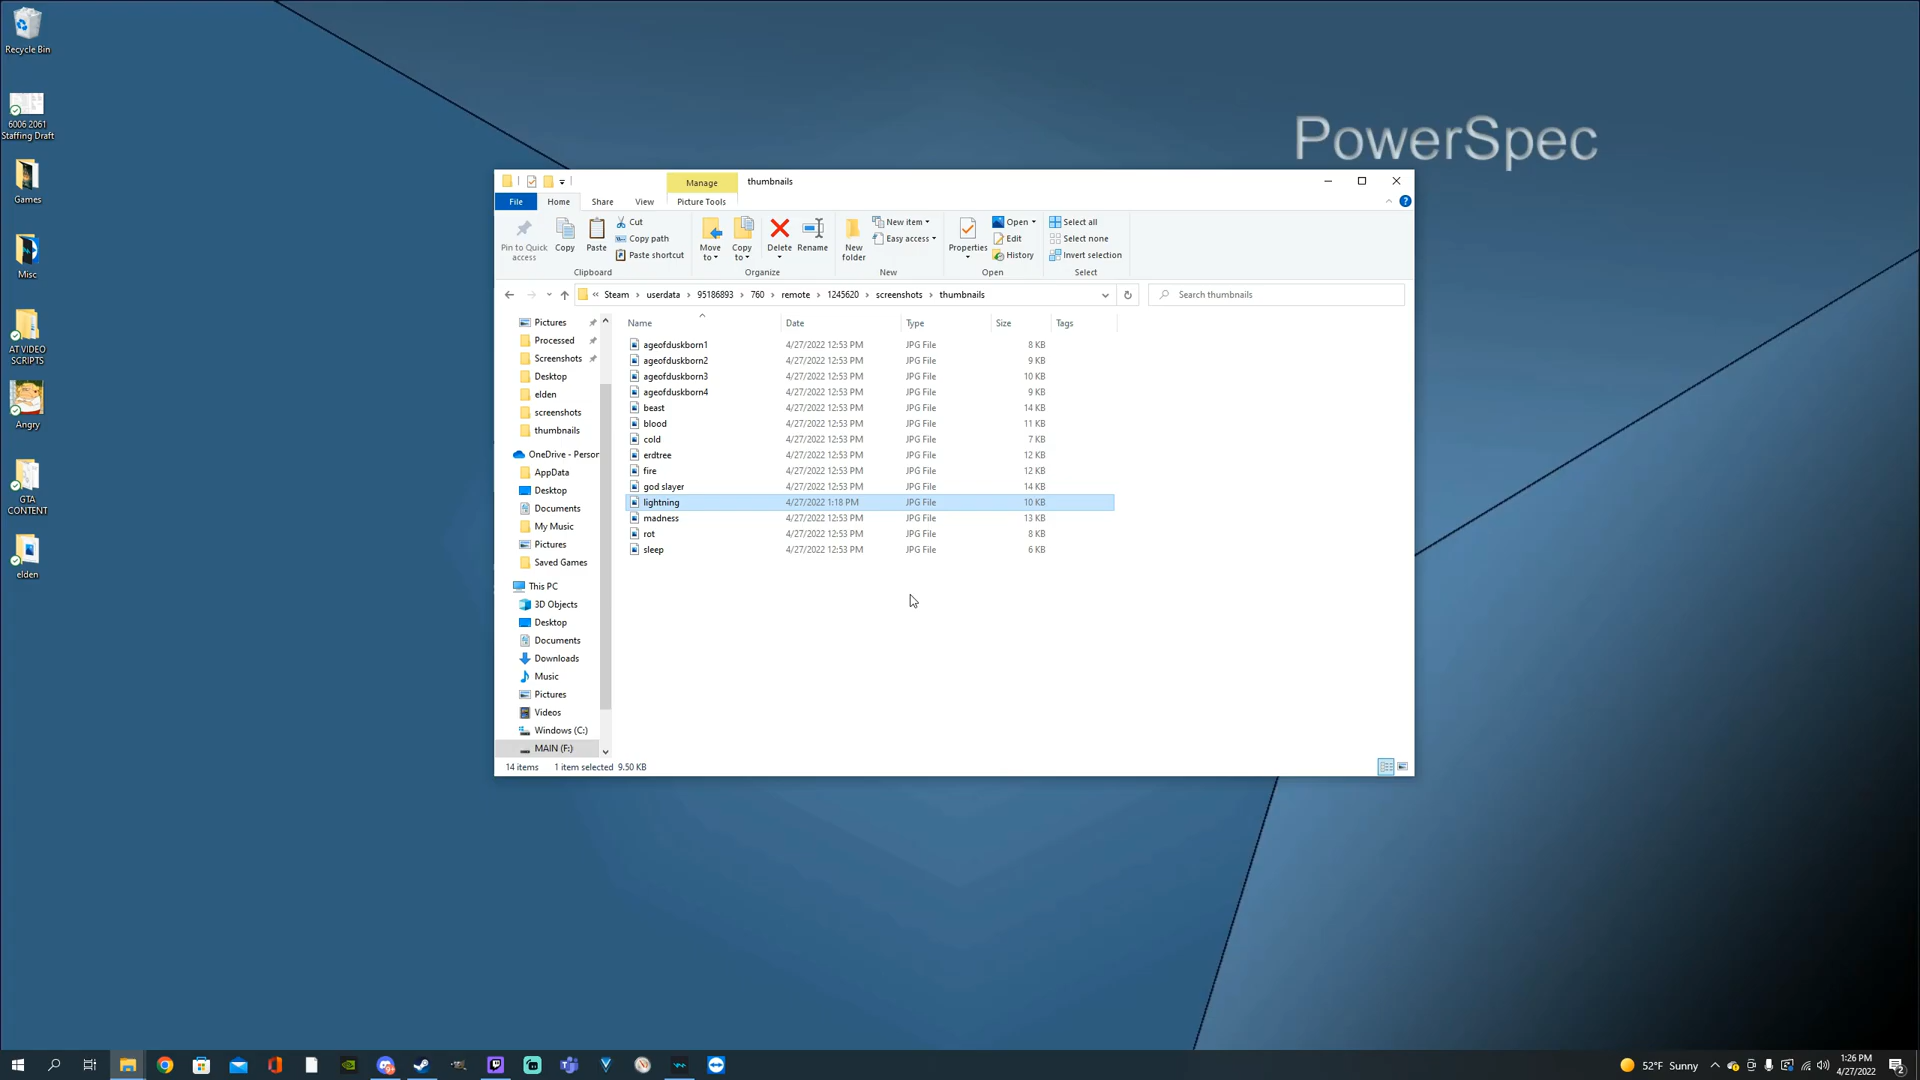 Recycle Bin
6006 2061
Staffing Draft
Games
Misc
AT VIDEO
SCRIPTS
Angry
GTA
CONTENT
elden
PowerSpec
Manage
thumbnails
File
Home
Share
View
Picture Tools
Pin to Quick
access
Copy
Paste
Cut
Copy path
Paste shortcut
Clipboard
Move
to
Copy
to
Delete
Rename
Organize
New
folder
New item
Easy access
New
Properties
Open
Edit
History
Open
Select all
Select none
Invert selection
Select
« Steam › userdata › 95186893 › 760 › remote › 1245620 › screenshots › thumbnails
Search thumbnails
Pictures
Processed
Screenshots
Desktop
elden
screenshots
thumbnails
OneDrive - Person
AppData
Desktop
Documents
My Music
Pictures
Saved Games
This PC
3D Objects
Desktop
Documents
Downloads
Music
Pictures
Videos
Windows (C:)
MAIN (F:)
Name Date Type Size Tags
ageofduskborn1 4/27/2022 12:53 PM JPG File 8 KB
ageofduskborn2 4/27/2022 12:53 PM JPG File 9 KB
ageofduskborn3 4/27/2022 12:53 PM JPG File 10 KB
ageofduskborn4 4/27/2022 12:53 PM JPG File 9 KB
beast 4/27/2022 12:53 PM JPG File 14 KB
blood 4/27/2022 12:53 PM JPG File 11 KB
cold 4/27/2022 12:53 PM JPG File 7 KB
erdtree 4/27/2022 12:53 PM JPG File 12 KB
fire 4/27/2022 12:53 PM JPG File 12 KB
god slayer 4/27/2022 12:53 PM JPG File 14 KB
lightning 4/27/2022 1:18 PM JPG File 10 KB
madness 4/27/2022 12:53 PM JPG File 13 KB
rot 4/27/2022 12:53 PM JPG File 8 KB
sleep 4/27/2022 12:53 PM JPG File 6 KB
14 items 1 item selected 9.50 KB
52°F Sunny
1:26 PM
4/27/2022
2